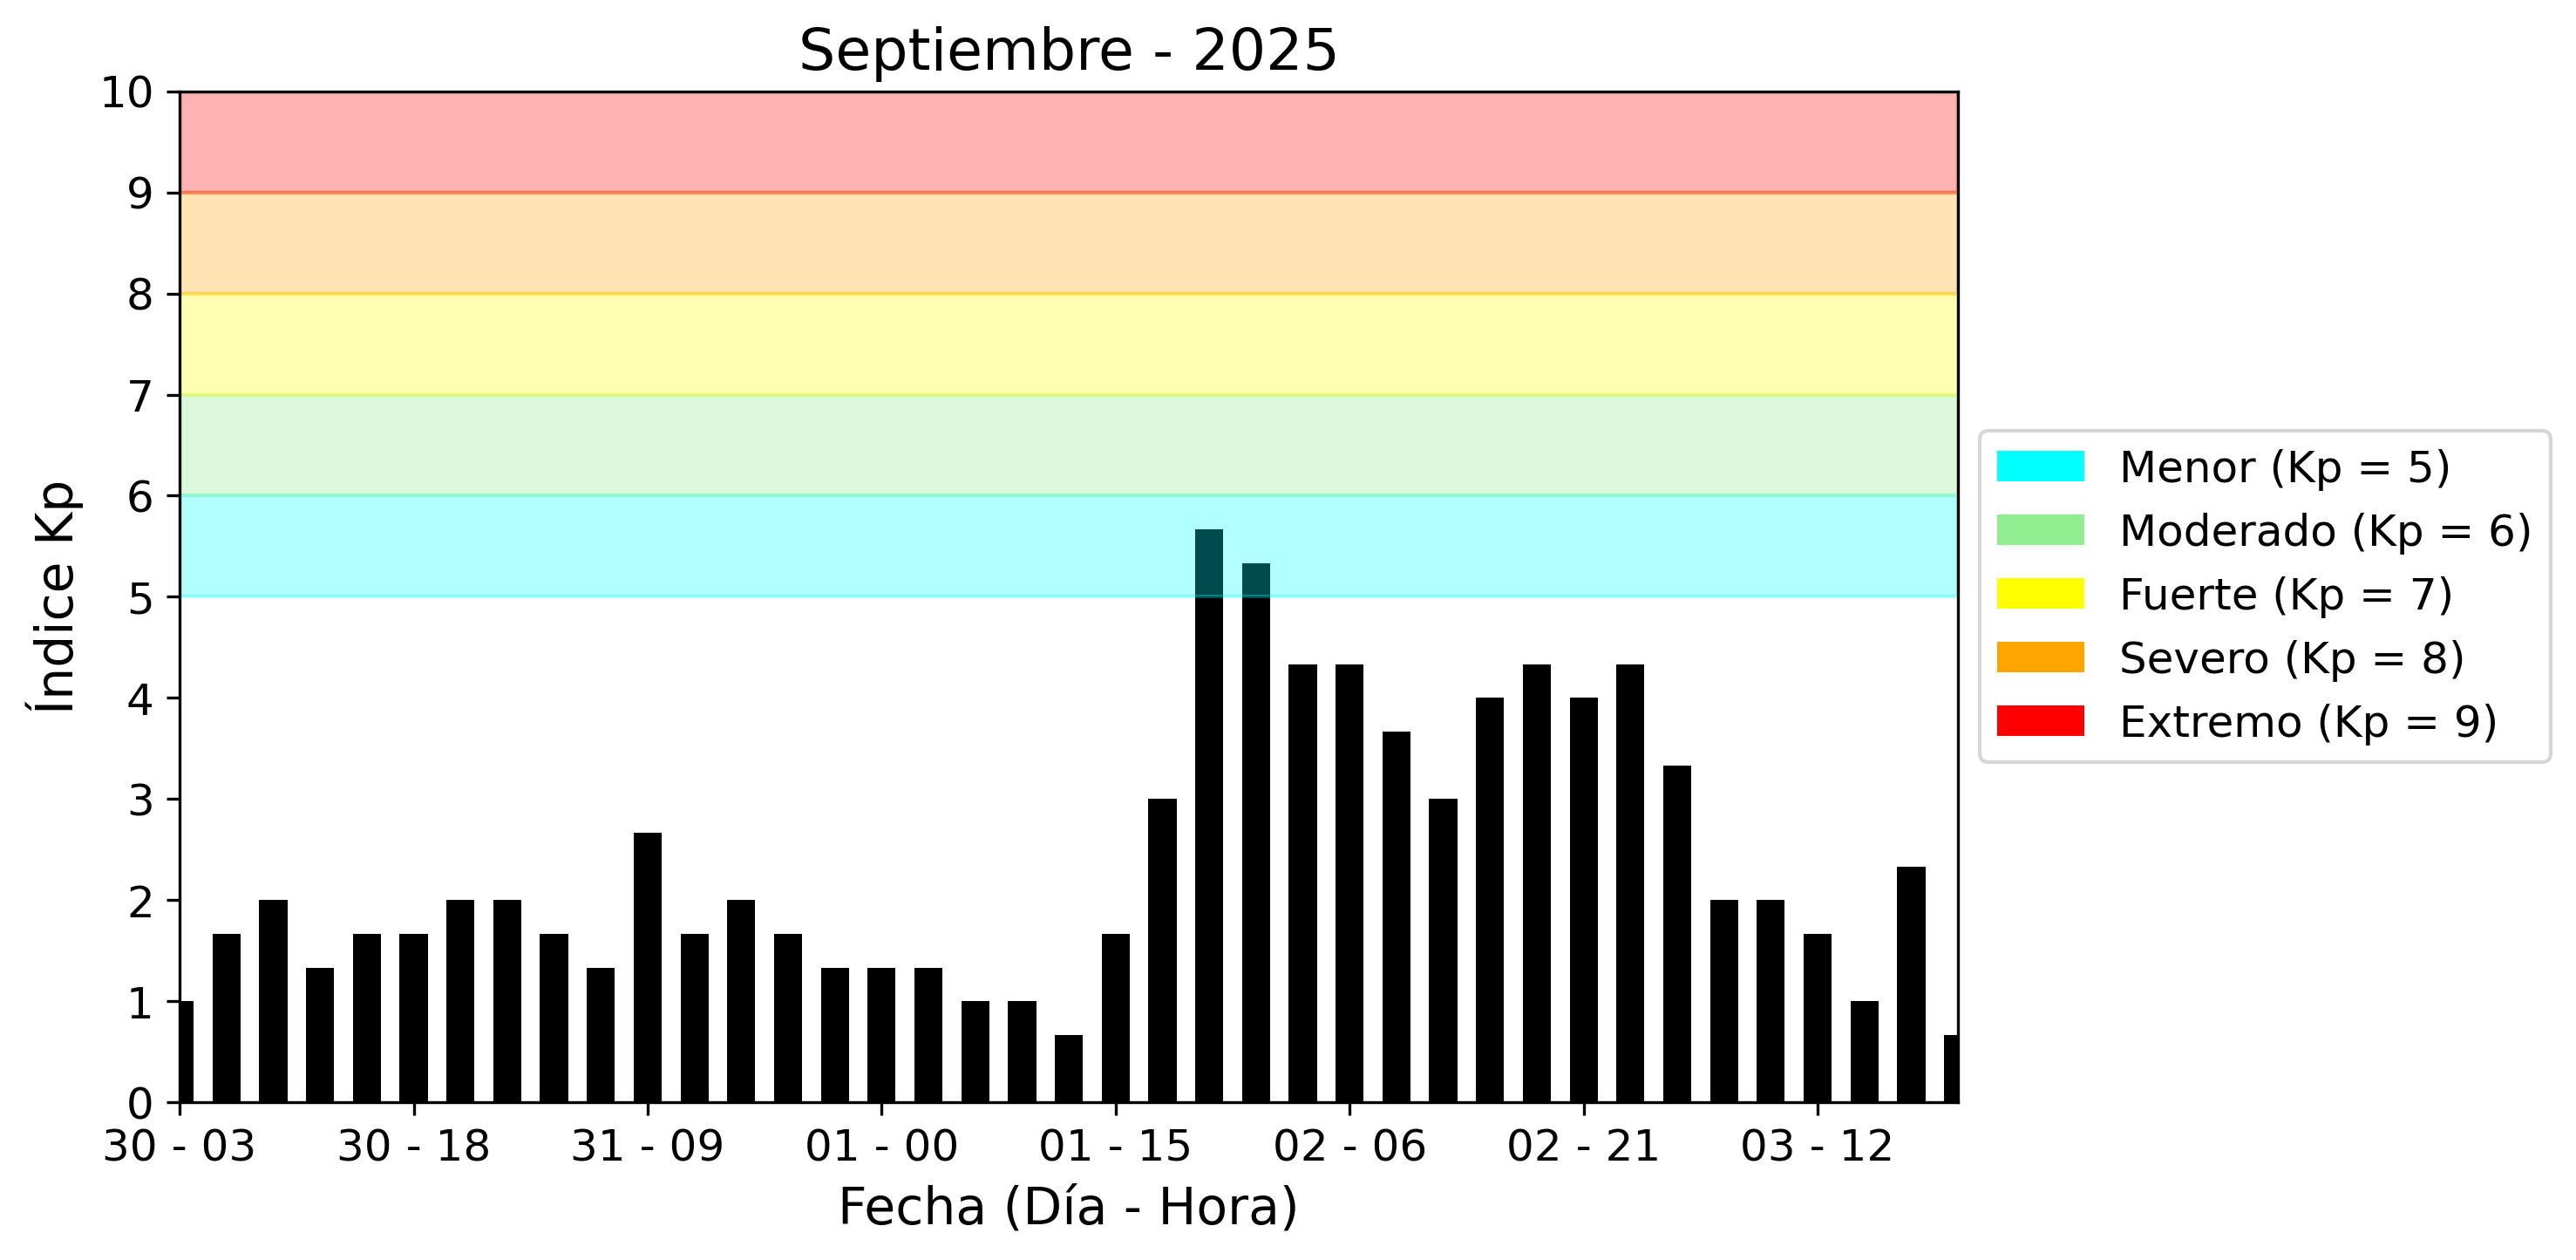 Septiembre - 2025
10
9
8
7
6
5
4
3
2
1
0
Índice Kp
30 - 03
30 - 18
31 - 09
01 - 00
01 - 15
02 - 06
02 - 21
03 - 12
Fecha (Día - Hora)
Menor (Kp = 5)
Moderado (Kp = 6)
Fuerte (Kp = 7)
Severo (Kp = 8)
Extremo (Kp = 9)